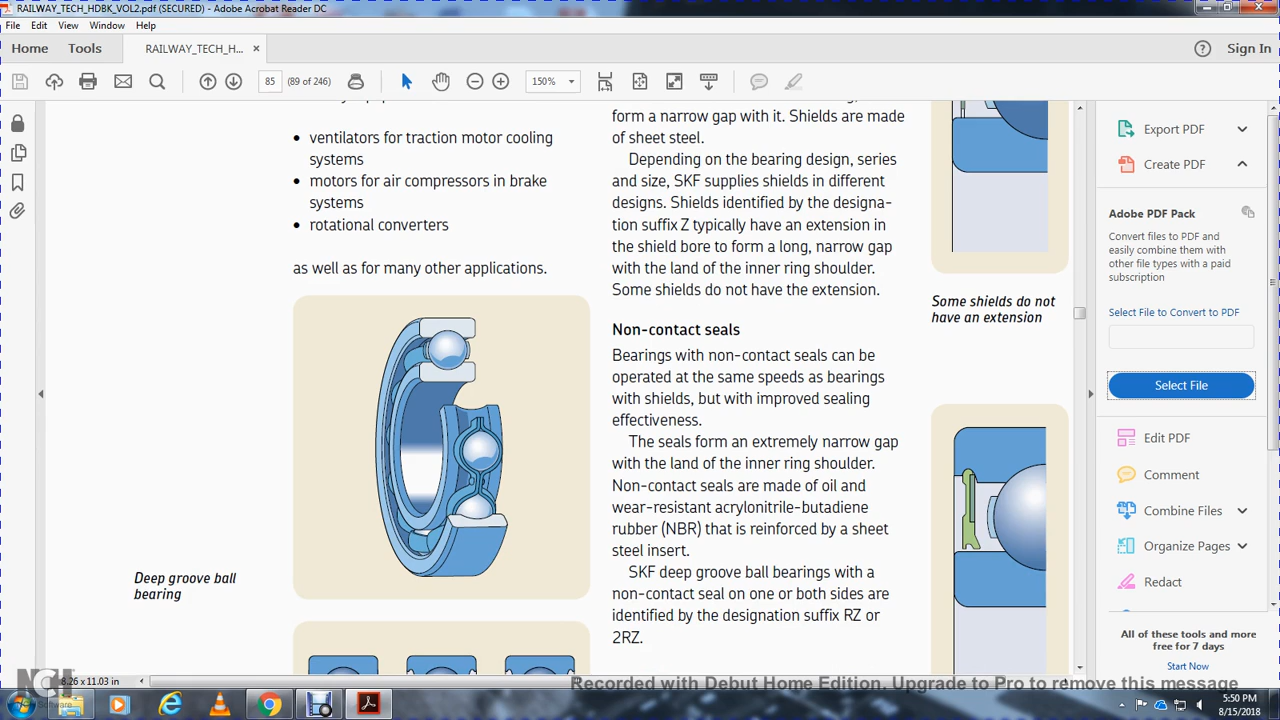 RAILWAY_TECH_HDBK_VOL2.pdf (SECURED) - Adobe Acrobat Reader DC
File Edit View Window Help
Home Tools RAILWAY_TECH_H... × Sign In
85 (89 of 246) 150%
ventilators for traction motor cooling
systems
• motors for air compressors in brake
systems
• rotational converters
as well as for many other applications.
Deep groove ball
bearing
form a narrow gap with it. Shields are made
of sheet steel.
Depending on the bearing design, series
and size, SKF supplies shields in different
designs. Shields identified by the designa-
tion suffix Z typically have an extension in
the shield bore to form a long, narrow gap
with the land of the inner ring shoulder.
Some shields do not have the extension.
Non-contact seals
Bearings with non-contact seals can be
operated at the same speeds as bearings
with shields, but with improved sealing
effectiveness.
The seals form an extremely narrow gap
with the land of the inner ring shoulder.
Non-contact seals are made of oil and
wear-resistant acrylonitrile-butadiene
rubber (NBR) that is reinforced by a sheet
steel insert.
SKF deep groove ball bearings with a
non-contact seal on one or both sides are
identified by the designation suffix RZ or
2RZ.
Some shields do not
have an extension
Export PDF
Create PDF
Adobe PDF Pack
Convert files to PDF and
easily combine them with
other file types with a paid
subscription
Select File to Convert to PDF
Select File
Edit PDF
Comment
Combine Files
Organize Pages
Redact
All of these tools and more
free for 7 days
Start Now
8.26 x 11.03 in
NCH
Software
Recorded with Debut Home Edition. Upgrade to Pro to remove this message
5:50 PM
8/15/2018